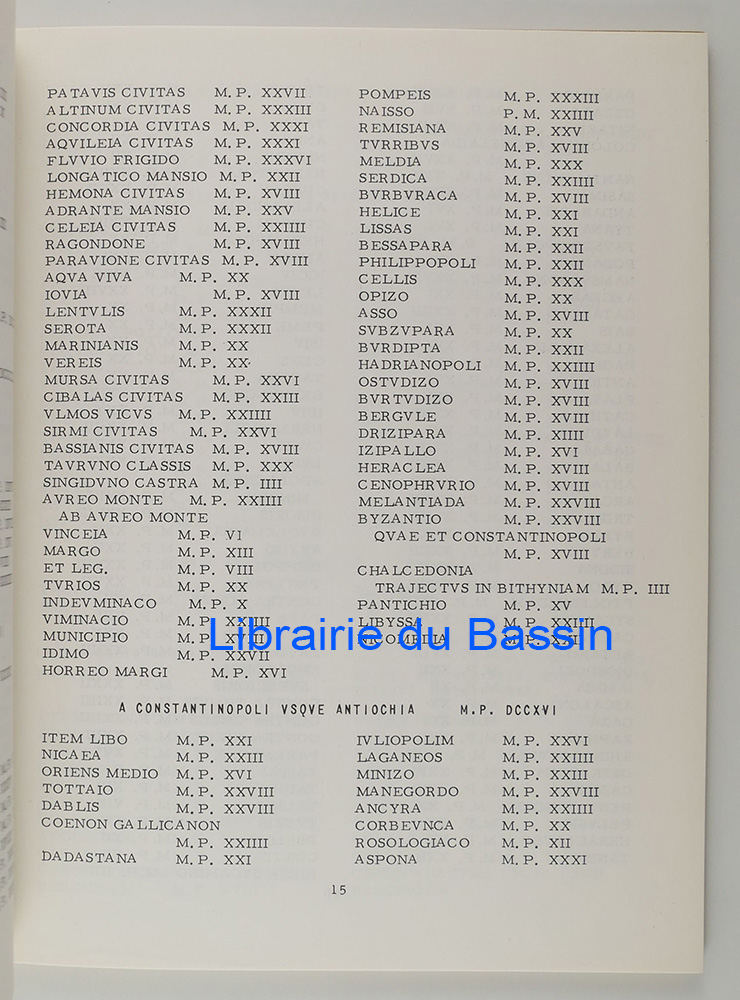 PATAVIS CIVITAS M.P. XXVII
ALTINUM CIVITAS M.P. XXXIII
CONCORDIA CIVITAS M.P. XXXI
AQVILEIA CIVITAS M.P. XXXI
FLVVIO FRIGIDO M.P. XXXVI
LONGATICO MANSIO M.P. XXII
HEMONA CIVITAS M.P. XVIII
ADRANTE MANSIO M.P. XXV
CELEIA CIVITAS M.P. XXIIII
RAGONDONE M.P. XVIII
PARAVIONE CIVITAS M.P. XVIII
AQVA VIVA M.P. XX
IOVIA M.P. XVIII
LENTVLIS M.P. XXXII
SEROTA M.P. XXXII
MARINIANIS M.P. XX
VEREIS M.P. XX
MURSA CIVITAS M.P. XXVI
CIBALAS CIVITAS M.P. XXIII
VLMOS VICVS M.P. XXIIII
SIRMI CIVITAS M.P. XXVI
BASSIANIS CIVITAS M.P. XVIII
TAVRVNO CLASSIS M.P. XXX
SINGIDVNO CASTRA M.P. IIII
AVREO MONTE M.P. XXIIII
AB AVREO MONTE
VINCEIA M.P. VI
MARGO M.P. XIII
ET LEG. M.P. VIII
TVRIOS M.P. XX
INDEVMINACO M.P. X
VIMINACIO M.P. XXIIII
MUNICIPIO M.P. XVIII
IDIMO M.P. XXVII
HORREO MARGI M.P. XVI
POMPEIS M.P. XXXIII
NAISSO P.M. XXIIII
REMISIANA M.P. XXV
TVRRIBVS M.P. XVIII
MELDIA M.P. XXX
SERDICA M.P. XXIIII
BVRBVRACA M.P. XVIII
HELICE M.P. XXI
LISSAS M.P. XXI
BESSAPARA M.P. XXII
PHILIPPOPOLI M.P. XXII
CELLIS M.P. XXX
OPIZO M.P. XX
ASSO M.P. XVIII
SVBZVPARA M.P. XX
BVRDIPTA M.P. XXII
HADRIANOPOLI M.P. XXIIII
OSTVDIZO M.P. XVIII
BVRTVDIZO M.P. XVIII
BERGVLE M.P. XVIII
DRIZIPARA M.P. XIIII
IZIPALLO M.P. XVI
HERACLEA M.P. XVIII
CENOPHRVRIO M.P. XVIII
MELANTIADA M.P. XXVIII
BYZANTIO M.P. XXVIII
QVAE ET CONSTANTINOPOLI
M.P. XVIII
CHALCEDONIA
TRAJECTVS IN BITHYNIAM M.P. IIII
PANTICHIO M.P. XV
LIBYSSA M.P. XXIIII
NICOMEDIA M.P. XXI
Librairie du Bassin
A CONSTANTINOPOLI VSQVE ANTIOCHIA M.P. DCCXVI
ITEM LIBO M.P. XXI
NICAEA M.P. XXIII
ORIENS MEDIO M.P. XVI
TOTTAIO M.P. XXVIII
DABLIS M.P. XXVIII
COENON GALLICANON
M.P. XXIIII
DADASTANA M.P. XXI
IVLIOPOLIM M.P. XXVI
LAGANEOS M.P. XXIIII
MINIZO M.P. XXIII
MANEGORDO M.P. XXVIII
ANCYRA M.P. XXIIII
CORBEVNCA M.P. XX
ROSOLOGIACO M.P. XII
ASPONA M.P. XXXI
15